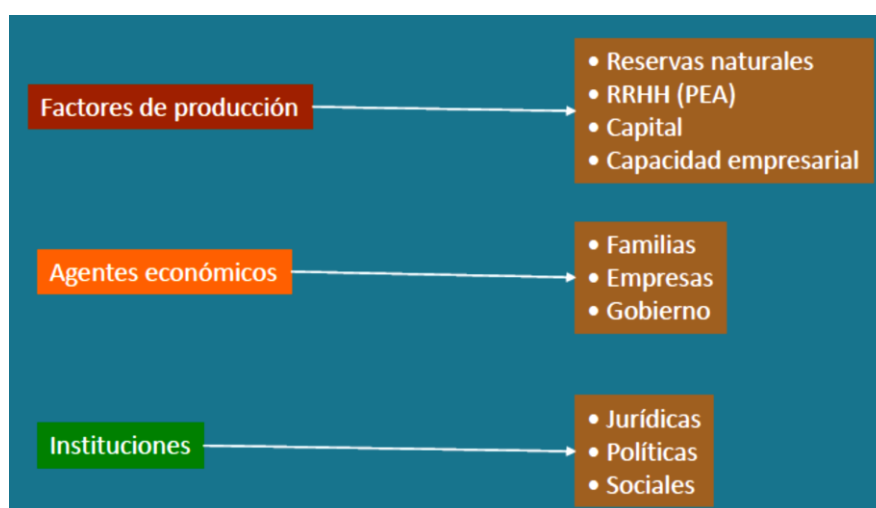 Factores de producción
• Reservas naturales
• RRHH (PEA)
• Capital
• Capacidad empresarial
Agentes económicos
• Familias
• Empresas
• Gobierno
Instituciones
• Jurídicas
• Políticas
• Sociales